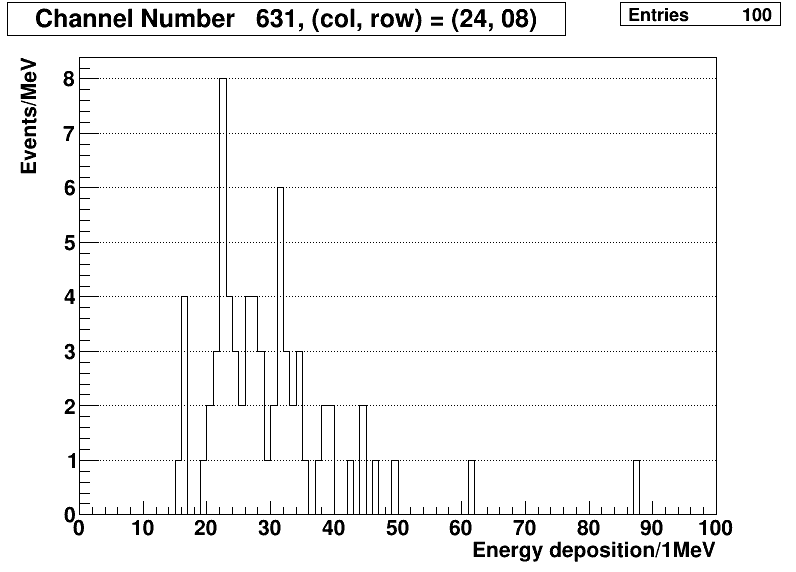 Channel Number 631, (col, row) = (24, 08)
Entries 100
Events/MeV
8
7
6
5
4
3
2
1
0
0 10 20 30 40 50 60 70 80 90 100
Energy deposition/1MeV